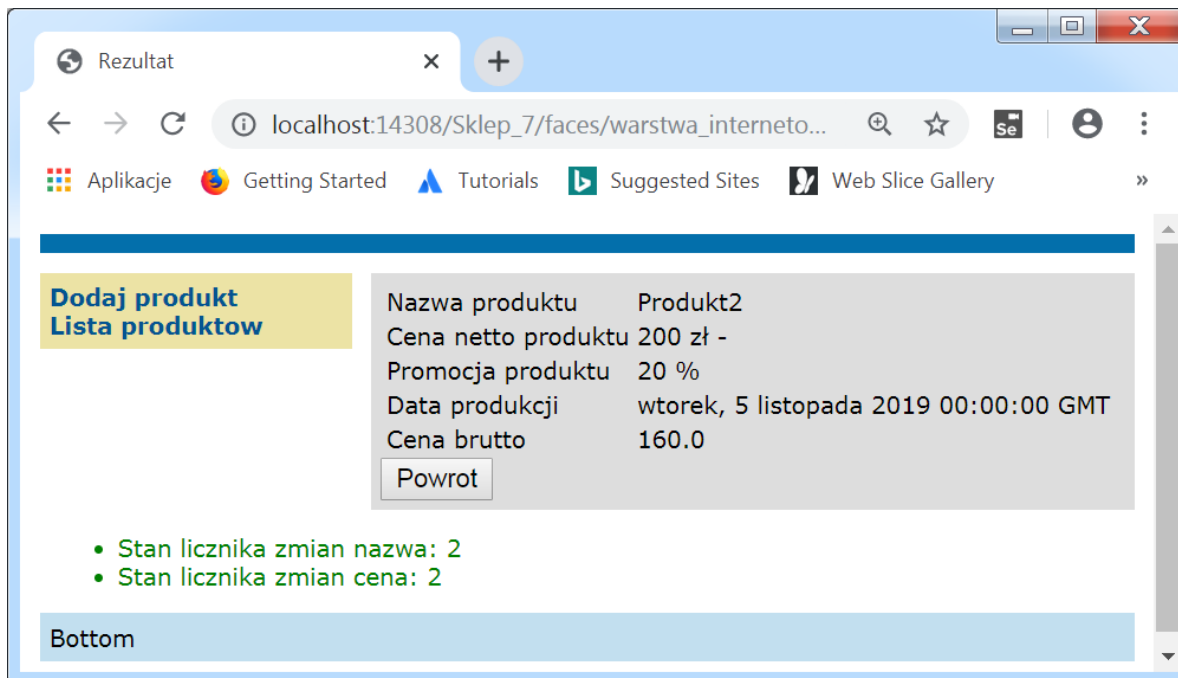 Rezultat
localhost:14308/Sklep_7/faces/warstwa_interneto...
Se
Aplikacje Getting Started Tutorials Suggested Sites Web Slice Gallery »
Dodaj produkt
Lista produktow
Nazwa produktu Produkt2
Cena netto produktu 200 zł -
Promocja produktu 20 %
Data produkcji wtorek, 5 listopada 2019 00:00:00 GMT
Cena brutto 160.0
Powrot
• Stan licznika zmian nazwa: 2
• Stan licznika zmian cena: 2
Bottom